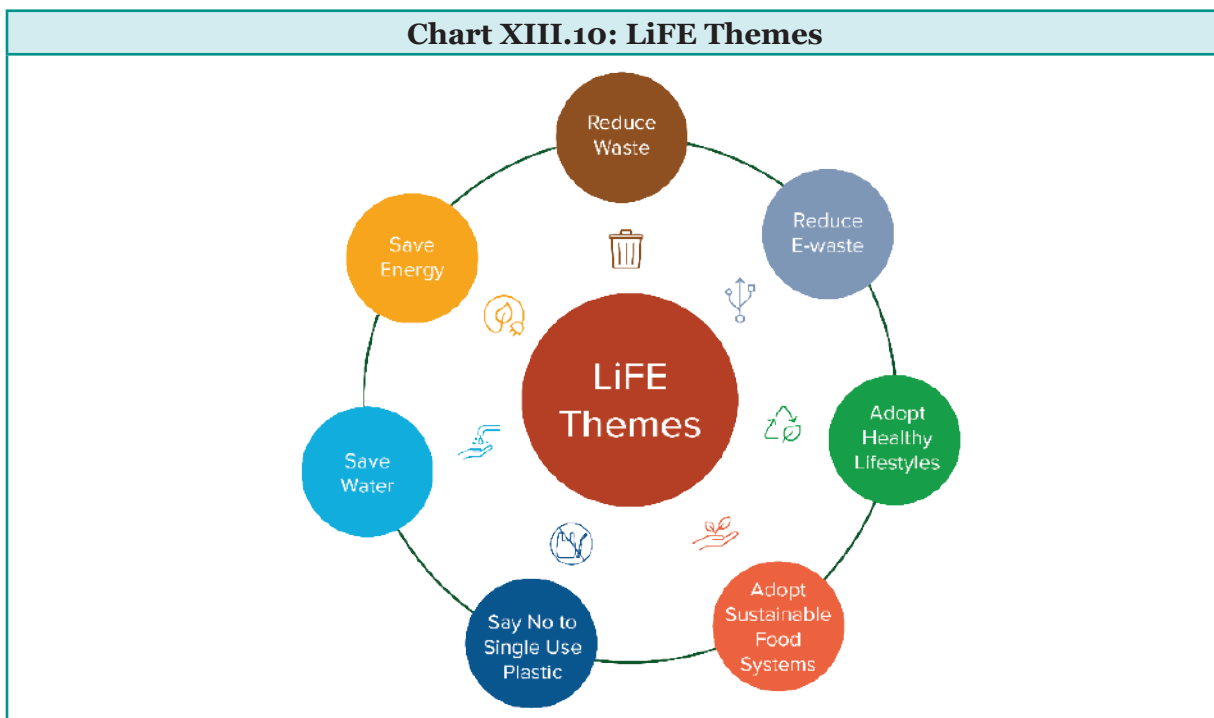 Chart XIII.10: LiFE Themes
Reduce
Waste
Reduce
E-waste
Adopt
Healthy
Lifestyles
Adopt
Sustainable
Food
Systems
Say No to
Single Use
Plastic
Save
Water
Save
Energy
LiFE
Themes